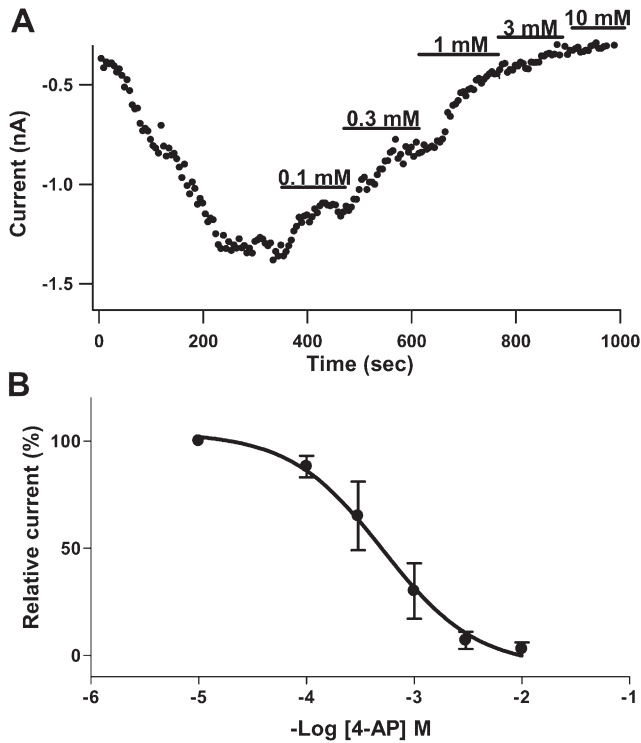 A
10 mM
3 mM
1 mM
-0.5
0.3 mM
0.1 mM
-1.0
-1.5
Current (nA)
0 200 400 600 800 1000
Time (sec)
B
100
50
0
Relative current (%)
-6 -5 -4 -3 -2 -1
-Log [4-AP] M